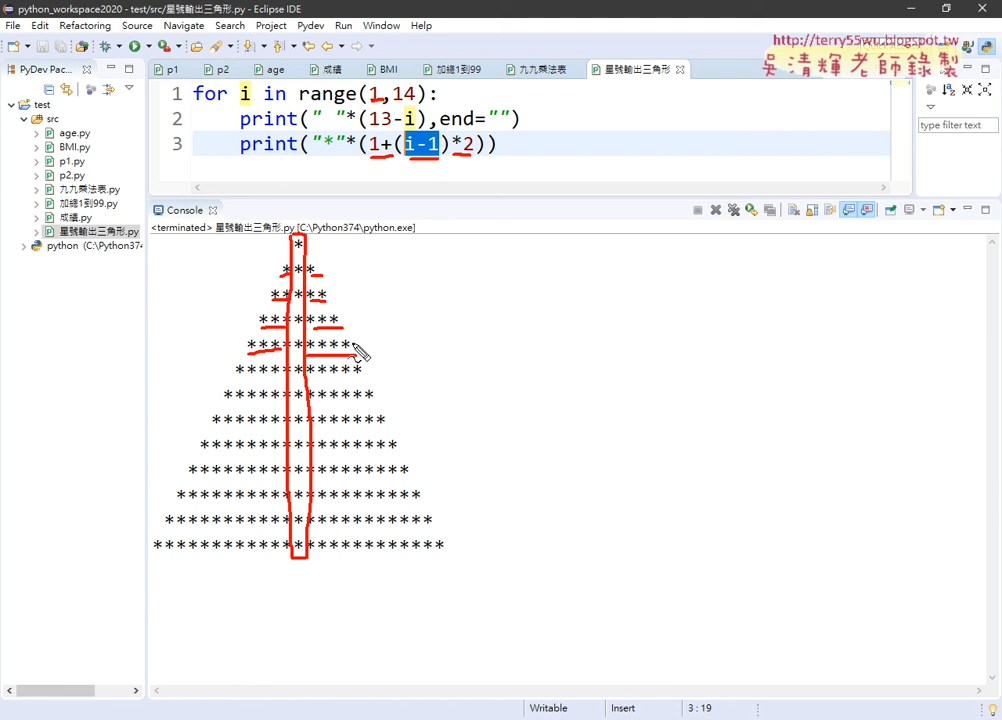 python_workspace2020 - test/src/星號輸出三角形.py - Eclipse IDE
File Edit Refactoring Source Navigate Search Project Pydev Run Window Help
http://terry55wu.blogspot.tw
吳清輝老師錄製
PyDev Pac...
p1 p2 age 成績 BMI 加總1到99 九九乘法表 星號輸出三角形
test
src
age.py
BMI.py
p1.py
p2.py
九九乘法表.py
加總1到99.py
成績.py
星號輸出三角形.py
python (C:\Python374
1 for i in range(1,14):
2 print(" "*(13-i),end="")
3 print("*"*(1+(i-1)*2))
type filter text
Console
<terminated> 星號輸出三角形.py [C:\Python374\python.exe]
*
***
*****
*******
*********
***********
*************
***************
*****************
*******************
*********************
***********************
*************************
Writable Insert 3 : 19